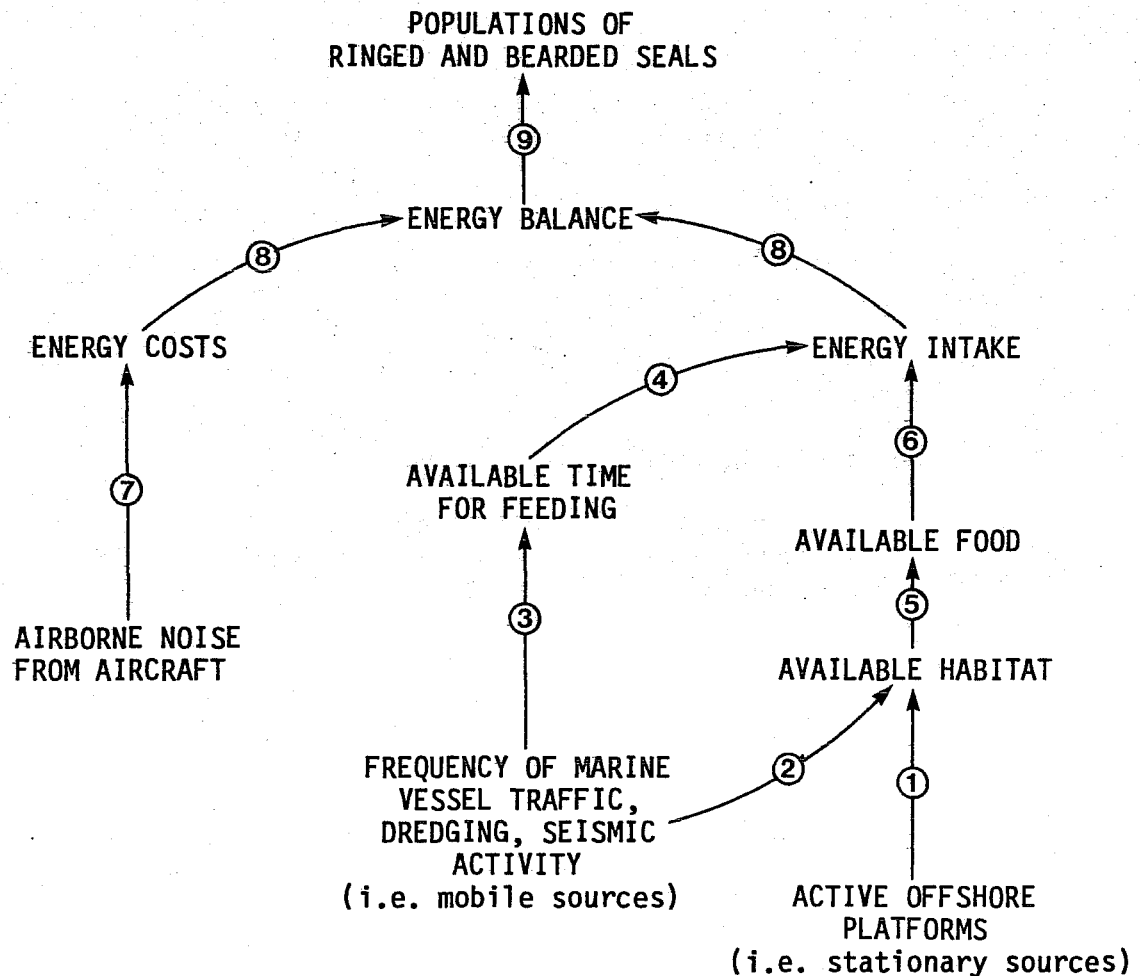 POPULATIONS OF
RINGED AND BEARDED SEALS
9
ENERGY BALANCE
8
8
ENERGY COSTS
ENERGY INTAKE
4
6
AVAILABLE TIME
FOR FEEDING
7
AVAILABLE FOOD
3
5
AIRBORNE NOISE
FROM AIRCRAFT
AVAILABLE HABITAT
2
1
FREQUENCY OF MARINE
VESSEL TRAFFIC,
DREDGING, SEISMIC
ACTIVITY
(i.e. mobile sources)
ACTIVE OFFSHORE
PLATFORMS
(i.e. stationary sources)